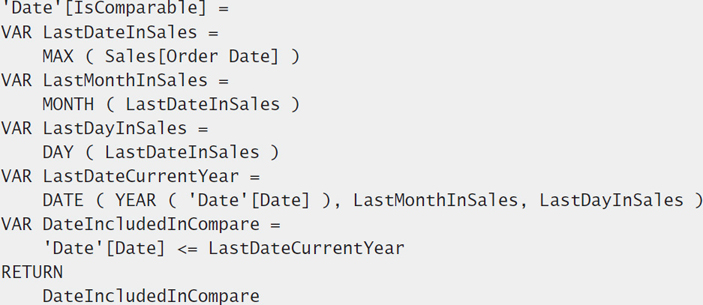 'Date'[IsComparable] =
VAR LastDateInSales =
    MAX ( Sales[Order Date] )
VAR LastMonthInSales =
    MONTH ( LastDateInSales )
VAR LastDayInSales =
    DAY ( LastDateInSales )
VAR LastDateCurrentYear =
    DATE ( YEAR ( 'Date'[Date] ), LastMonthInSales, LastDayInSales )
VAR DateIncludedInCompare =
    'Date'[Date] <= LastDateCurrentYear
RETURN
    DateIncludedInCompare